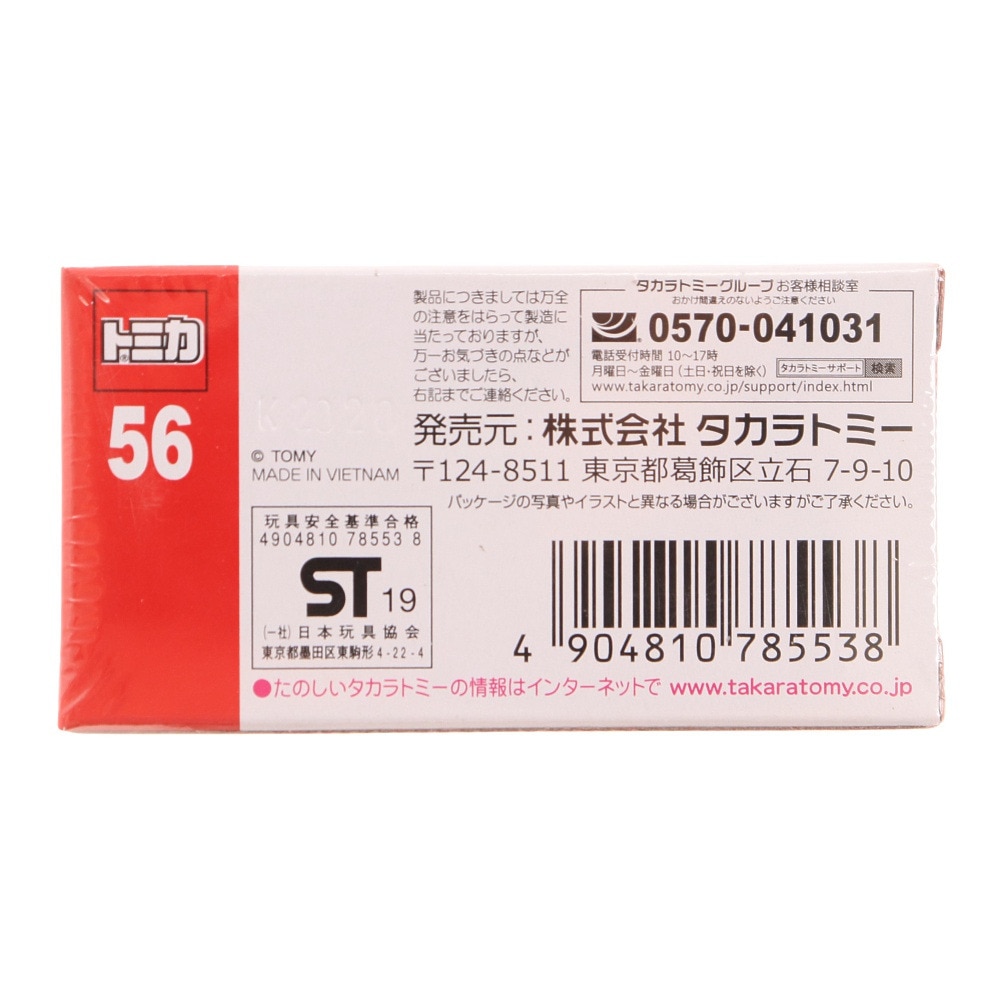 トミカ
®
56
製品につきましては万全
の注意をはらって製造に
当たっておりますが、
万一お気づきの点などが
ございましたら、
右記までご連絡ください。
タカラトミーグループ お客様相談室
おかけ間違えのないようご注意ください
0570-041031
電話受付時間 10〜17時
月曜日〜金曜日 (土日・祝日を除く)
タカラトミーサポート 検索
www.takaratomy.co.jp/support/index.html
発売元：株式会社 タカラトミー
© TOMY
MADE IN VIETNAM
〒124-8511 東京都葛飾区立石 7-9-10
パッケージの写真やイラストと異なる場合がございますがご了承ください。
玩具安全基準合格
4904810 78553 8
ST 19
(一社) 日本玩具協会
東京都墨田区東駒形4-22-4
4 904810 785538
●たのしいタカラトミーの情報はインターネットで www.takaratomy.co.jp